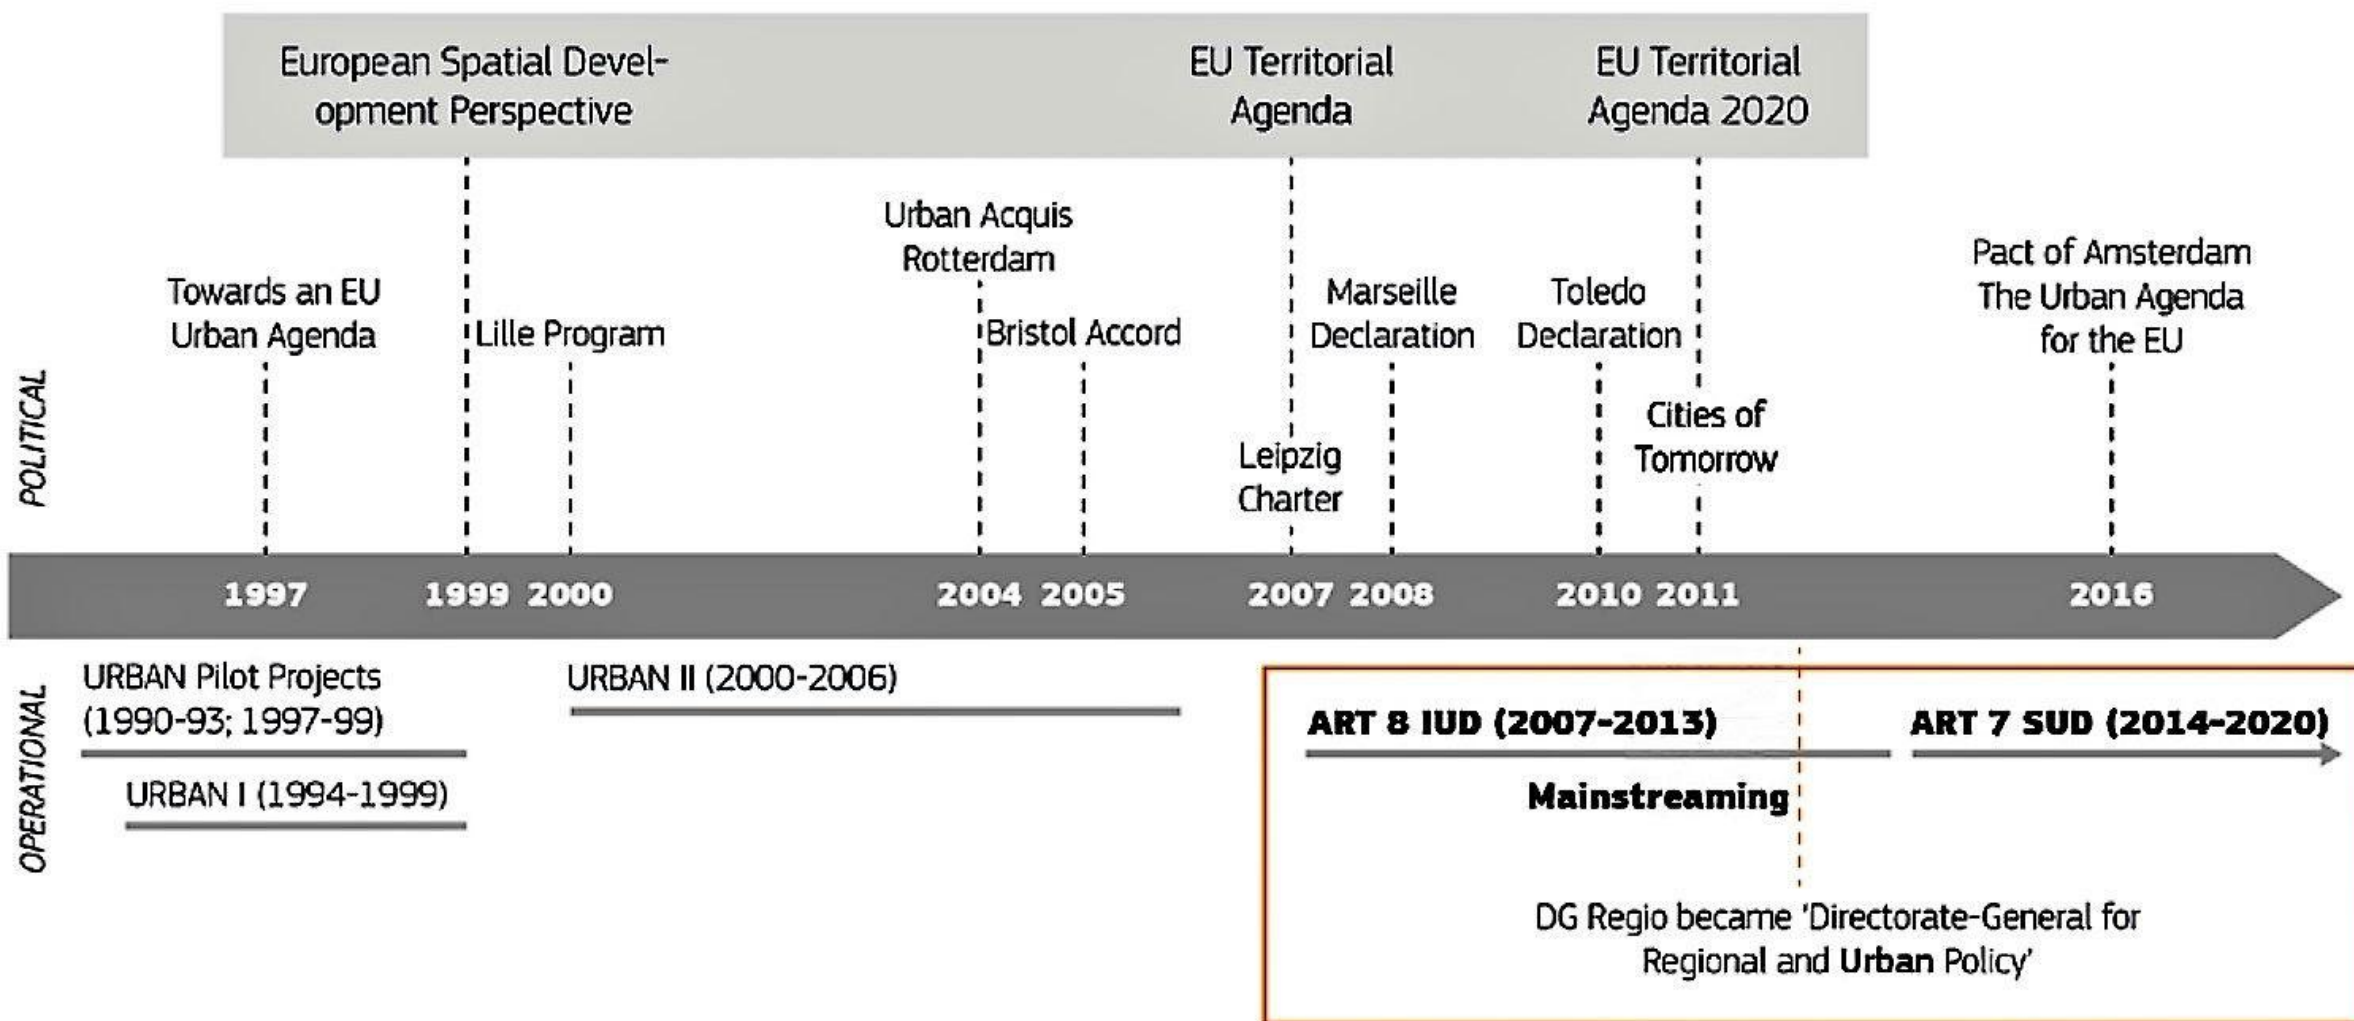 European Spatial Devel-
opment Perspective
EU Territorial
Agenda
EU Territorial
Agenda 2020
Urban Acquis
Rotterdam
Pact of Amsterdam
The Urban Agenda
for the EU
Towards an EU
Urban Agenda
Lille Program
Bristol Accord
Marseille
Declaration
Toledo
Declaration
Cities of
Tomorrow
Leipzig
Charter
POLITICAL
1997 1999 2000 2004 2005 2007 2008 2010 2011 2016
OPERATIONAL
URBAN Pilot Projects
(1990-93; 1997-99)
URBAN I (1994-1999)
URBAN II (2000-2006)
ART 8 IUD (2007-2013)
ART 7 SUD (2014-2020)
Mainstreaming
DG Regio became 'Directorate-General for
Regional and Urban Policy'